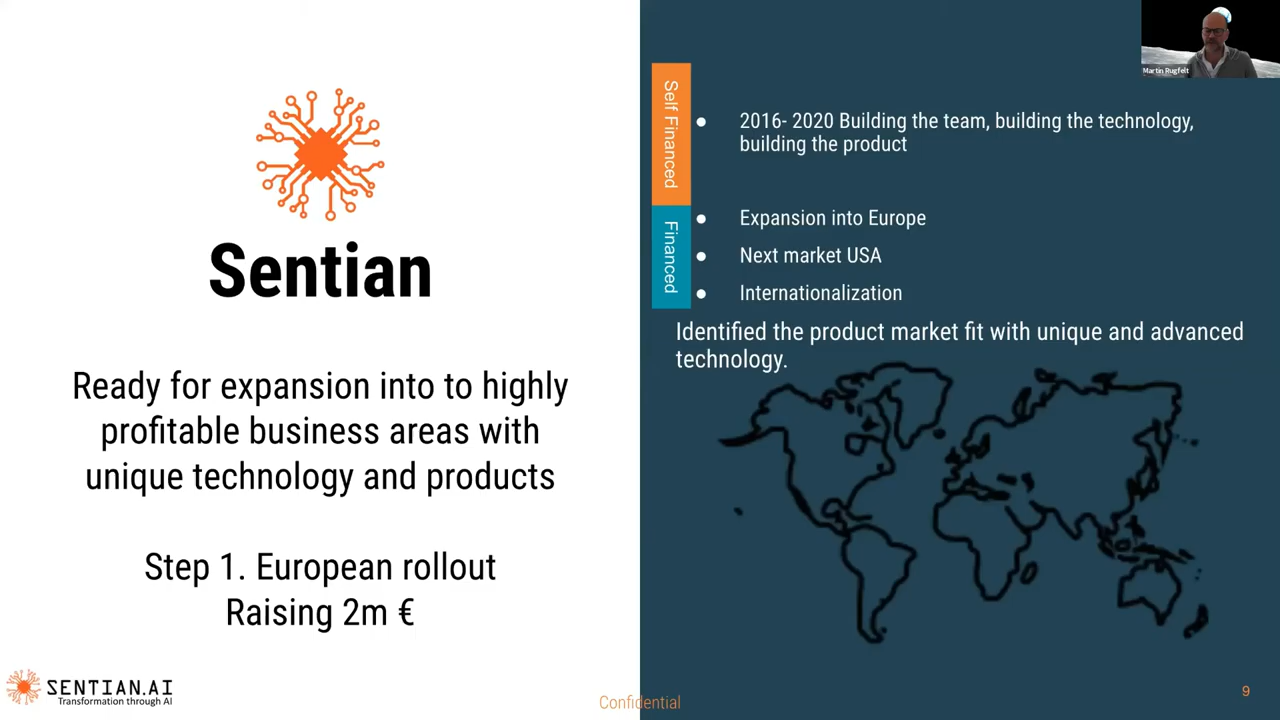 Sentian
Ready for expansion into to highly
profitable business areas with
unique technology and products
Step 1. European rollout
Raising 2m €
SENTIAN.AI
Transformation through AI
Self Financed
● 2016- 2020 Building the team, building the technology,
building the product
Financed
● Expansion into Europe
● Next market USA
● Internationalization
Identified the product market fit with unique and advanced
technology.
Confidential
9
Martin Rugfelt